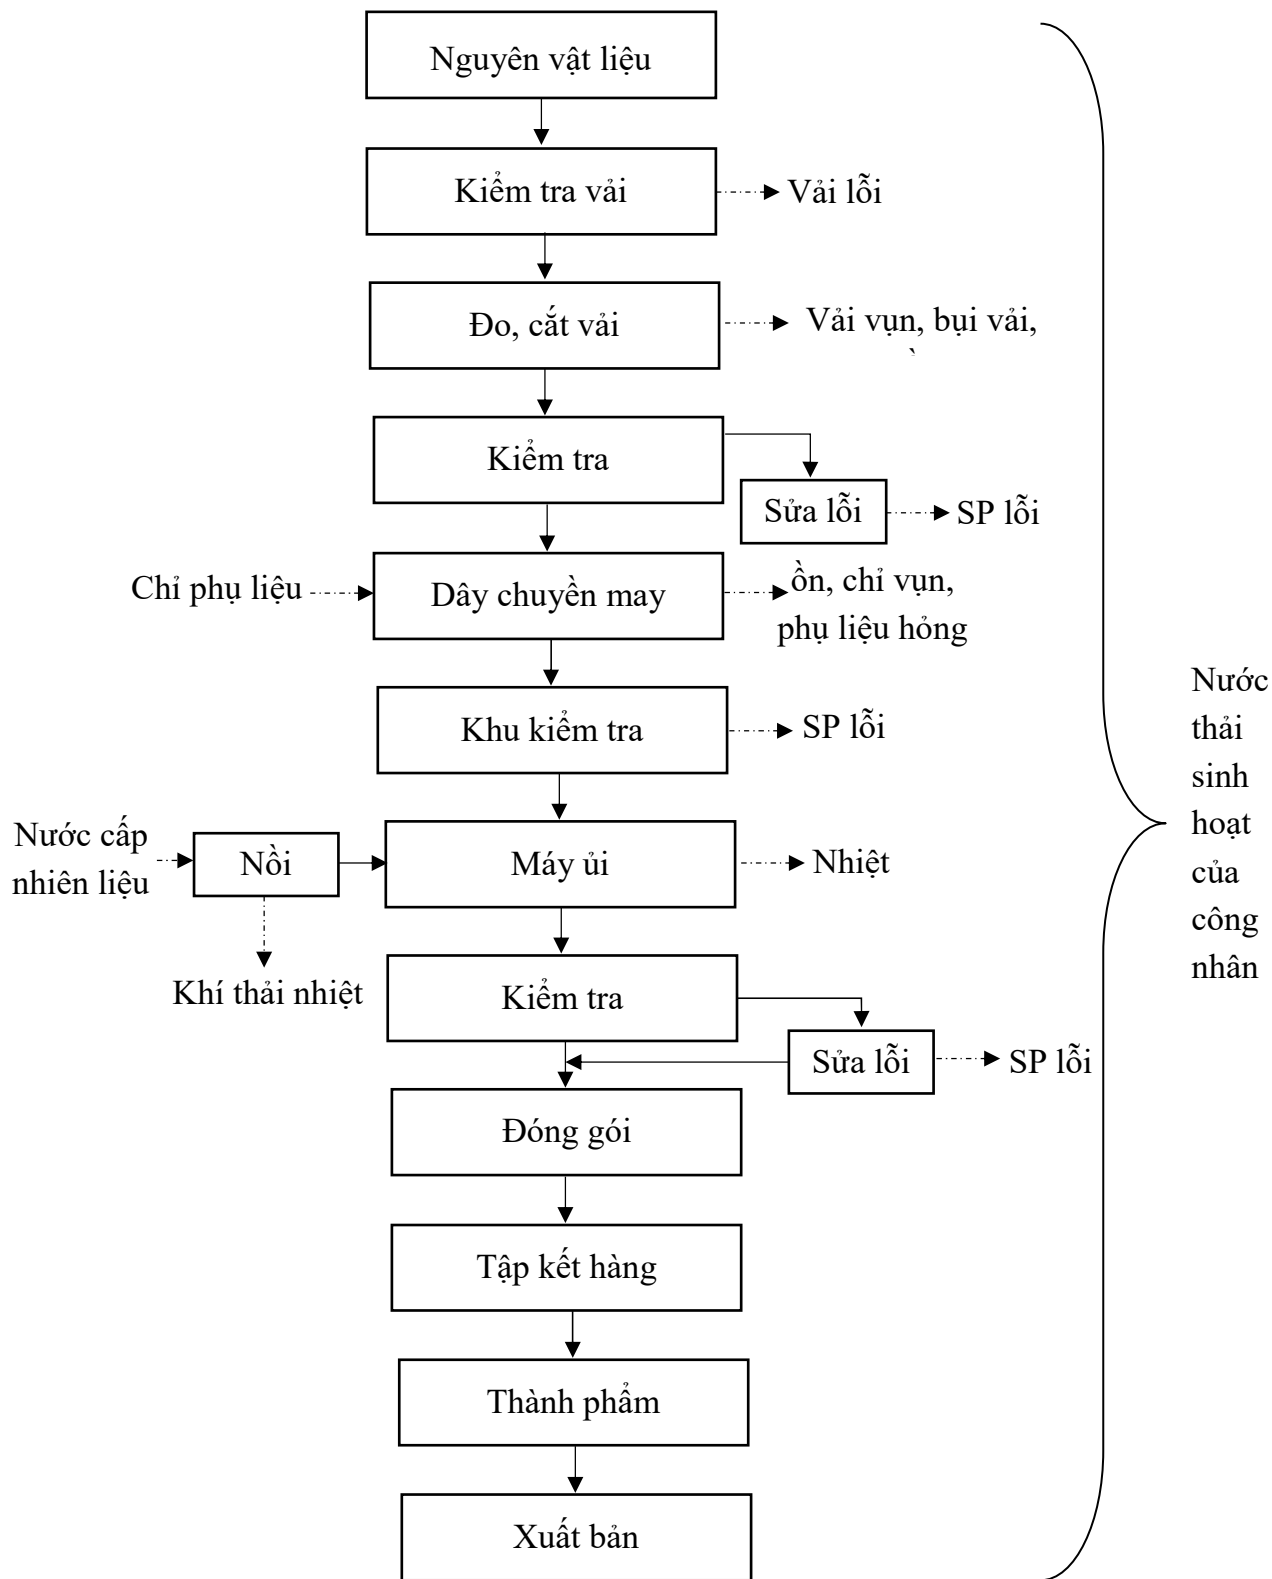 Nguyên vật liệu
Kiểm tra vải
Vải lỗi
Đo, cắt vải
Vải vụn, bụi vải,
Kiểm tra
Sửa lỗi
SP lỗi
Chỉ phụ liệu
Dây chuyền may
ồn, chỉ vụn,
phụ liệu hỏng
Khu kiểm tra
SP lỗi
Nước cấp
nhiên liệu
Nồi
Máy ủi
Nhiệt
Khí thải nhiệt
Kiểm tra
Sửa lỗi
SP lỗi
Đóng gói
Tập kết hàng
Thành phẩm
Xuất bản
Nước
thải
sinh
hoạt
của
công
nhân